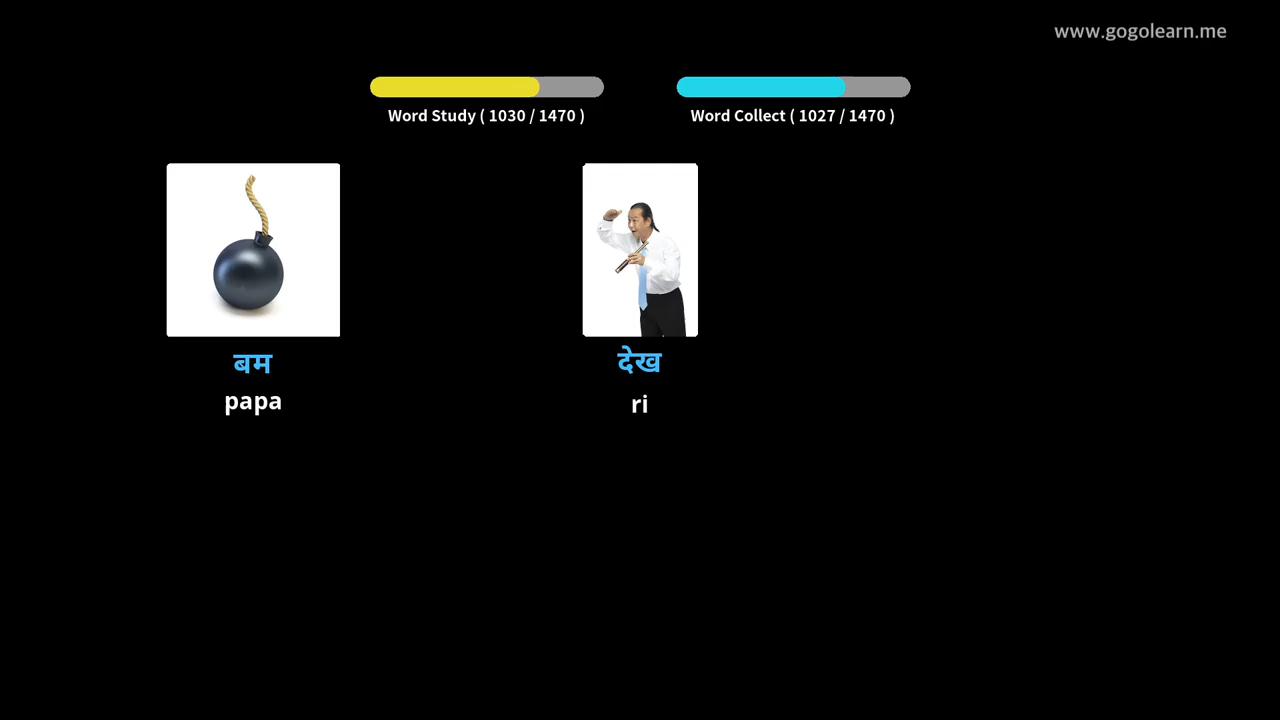 www.gogolearn.me
Word Study ( 1030 / 1470 )
Word Collect ( 1027 / 1470 )
बम
papa
देख
ri